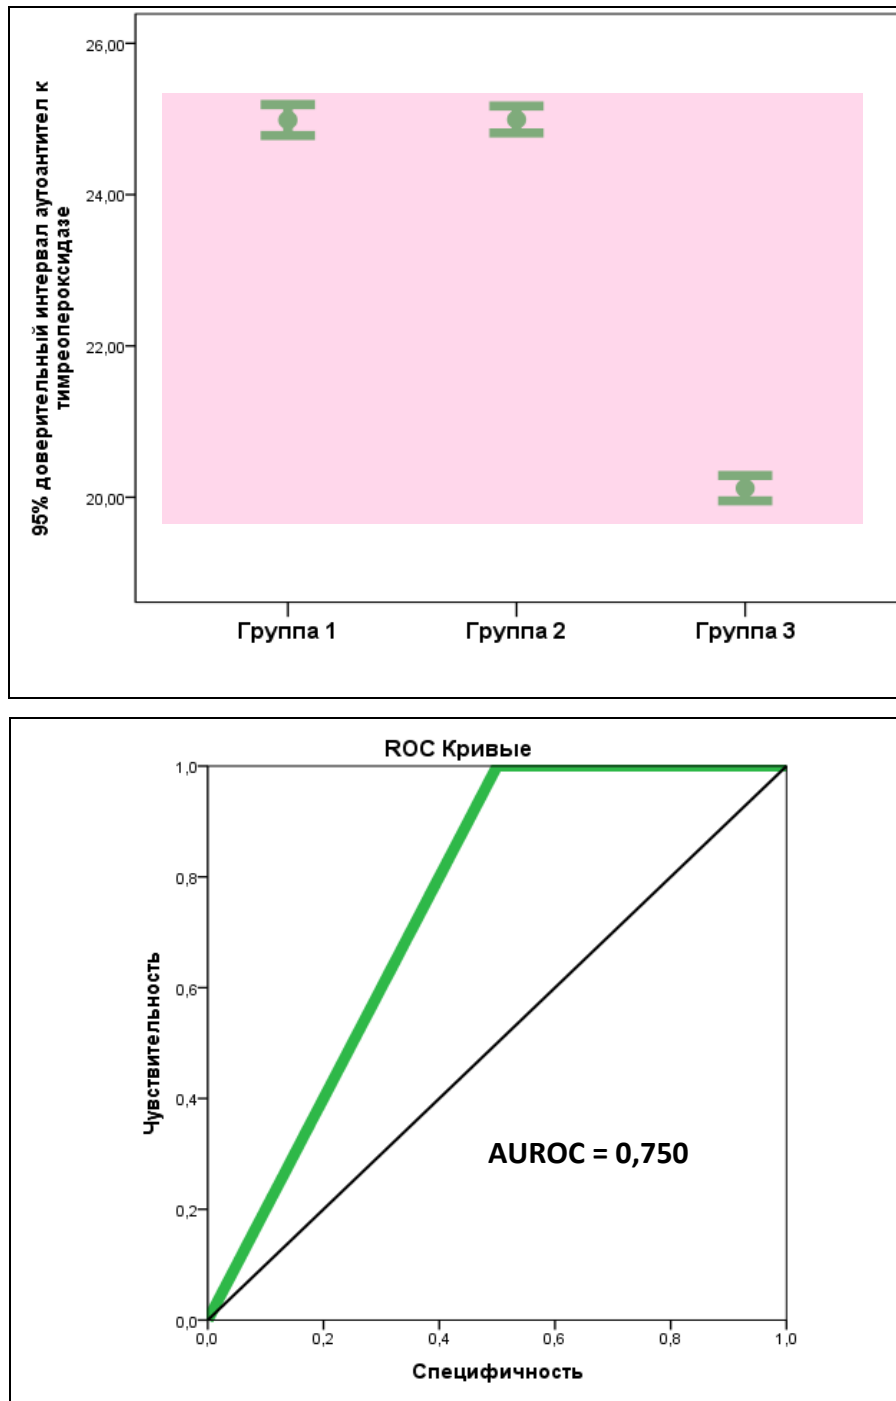 95% доверительный интервал аутоантител к
тимреопероксидазе
26,00
24,00
22,00
20,00
Группа 1
Группа 2
Группа 3
ROC Кривые
Чувствительность
1,0
0,8
0,6
0,4
0,2
0,0
AUROC = 0,750
0,0
0,2
0,4
0,6
0,8
1,0
Специфичность